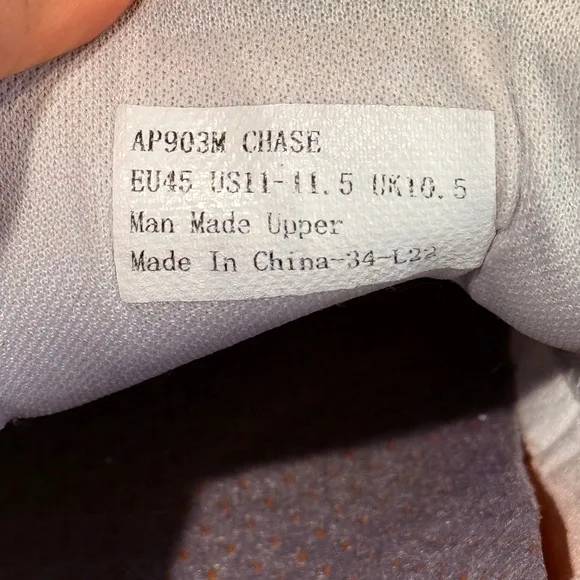 AP903M CHASE
EU45 US11-11.5 UK10.5
Man Made Upper
Made In China-34-L22